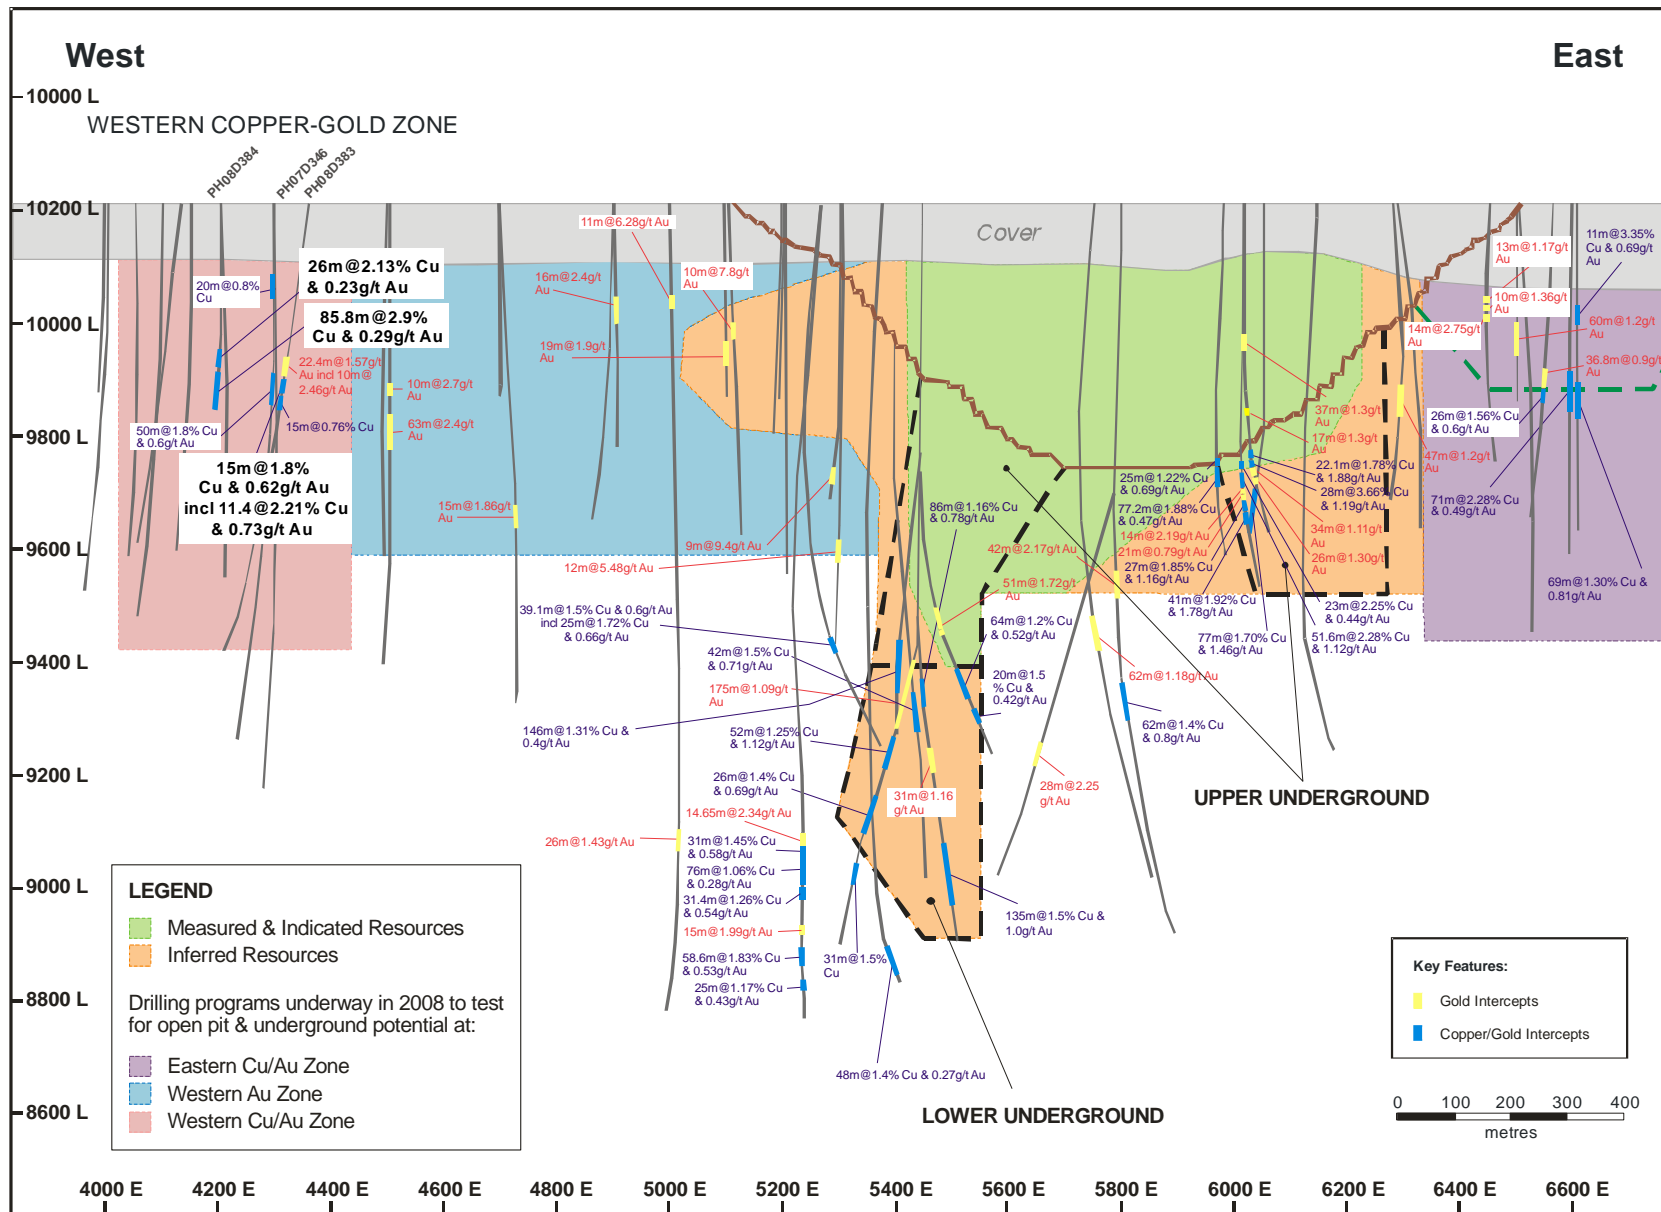 West
East
10000 L
WESTERN COPPER-GOLD ZONE
PH08D384
PH07D346
PH08D383
10200 L
Cover
10000 L
9800 L
9600 L
9400 L
9200 L
9000 L
8800 L
8600 L
20m@0.8%
Cu
26m@2.13% Cu
& 0.23g/t Au
85.8m@2.9%
Cu & 0.29g/t Au
22.4m@1.57g/t
Au incl 10m@
2.46g/t Au
50m@1.8% Cu
& 0.6g/t Au
15m@0.76% Cu
15m@1.8%
Cu & 0.62g/t Au
incl 11.4@2.21% Cu
& 0.73g/t Au
10m@2.7g/t
Au
63m@2.4g/t
Au
15m@1.86g/t
Au
11m@6.28g/t Au
16m@2.4g/t
Au
10m@7.8g/t
Au
19m@1.9g/t
Au
9m@9.4g/t Au
12m@5.48g/t Au
39.1m@1.5% Cu & 0.6g/t Au
incl 25m@1.72% Cu
& 0.66g/t Au
42m@1.5% Cu
& 0.71g/t Au
175m@1.09g/t
Au
146m@1.31% Cu &
0.4g/t Au
52m@1.25% Cu
& 1.12g/t Au
26m@1.4% Cu
& 0.69g/t Au
14.65m@2.34g/t Au
26m@1.43g/t Au
31m@1.45% Cu
& 0.58g/t Au
76m@1.06% Cu
& 0.28g/t Au
31.4m@1.26% Cu
& 0.54g/t Au
15m@1.99g/t Au
58.6m@1.83% Cu
& 0.53g/t Au
25m@1.17% Cu
& 0.43g/t Au
31m@1.5%
Cu
48m@1.4% Cu & 0.27g/t Au
86m@1.16% Cu
& 0.78g/t Au
42m@2.17g/t Au
51m@1.72g/t
Au
64m@1.2% Cu
& 0.52g/t Au
20m@1.5
% Cu &
0.42g/t Au
31m@1.16
g/t Au
135m@1.5% Cu &
1.0g/t Au
28m@2.25
g/t Au
62m@1.18g/t Au
62m@1.4% Cu
& 0.8g/t Au
25m@1.22% Cu
& 0.69g/t Au
77.2m@1.88% Cu
& 0.47g/t Au
14m@2.19g/t Au
21m@0.79g/t Au
27m@1.85% Cu
& 1.16g/t Au
41m@1.92% Cu
& 1.78g/t Au
77m@1.70% Cu
& 1.46g/t Au
37m@1.3g/t
Au
17m@1.3g/t
Au
22.1m@1.78% Cu
& 1.88g/t Au
28m@3.66% Cu
& 1.19g/t Au
34m@1.11g/t
Au
26m@1.30g/t
Au
23m@2.25% Cu
& 0.44g/t Au
51.6m@2.28% Cu
& 1.12g/t Au
13m@1.17g/t
Au
10m@1.36g/t
Au
14m@2.75g/t
Au
11m@3.35%
Cu & 0.69g/t
Au
60m@1.2g/t
Au
36.8m@0.9g/t
Au
26m@1.56% Cu
& 0.6g/t Au
47m@1.2g/t
Au
71m@2.28% Cu
& 0.49g/t Au
69m@1.30% Cu &
0.81g/t Au
UPPER UNDERGROUND
LOWER UNDERGROUND
LEGEND
Measured & Indicated Resources
Inferred Resources
Drilling programs underway in 2008 to test
for open pit & underground potential at:
Eastern Cu/Au Zone
Western Au Zone
Western Cu/Au Zone
Key Features:
Gold Intercepts
Copper/Gold Intercepts
0 100 200 300 400
metres
4000 E 4200 E 4400 E 4600 E 4800 E 5000 E 5200 E 5400 E 5600 E 5800 E 6000 E 6200 E 6400 E 6600 E